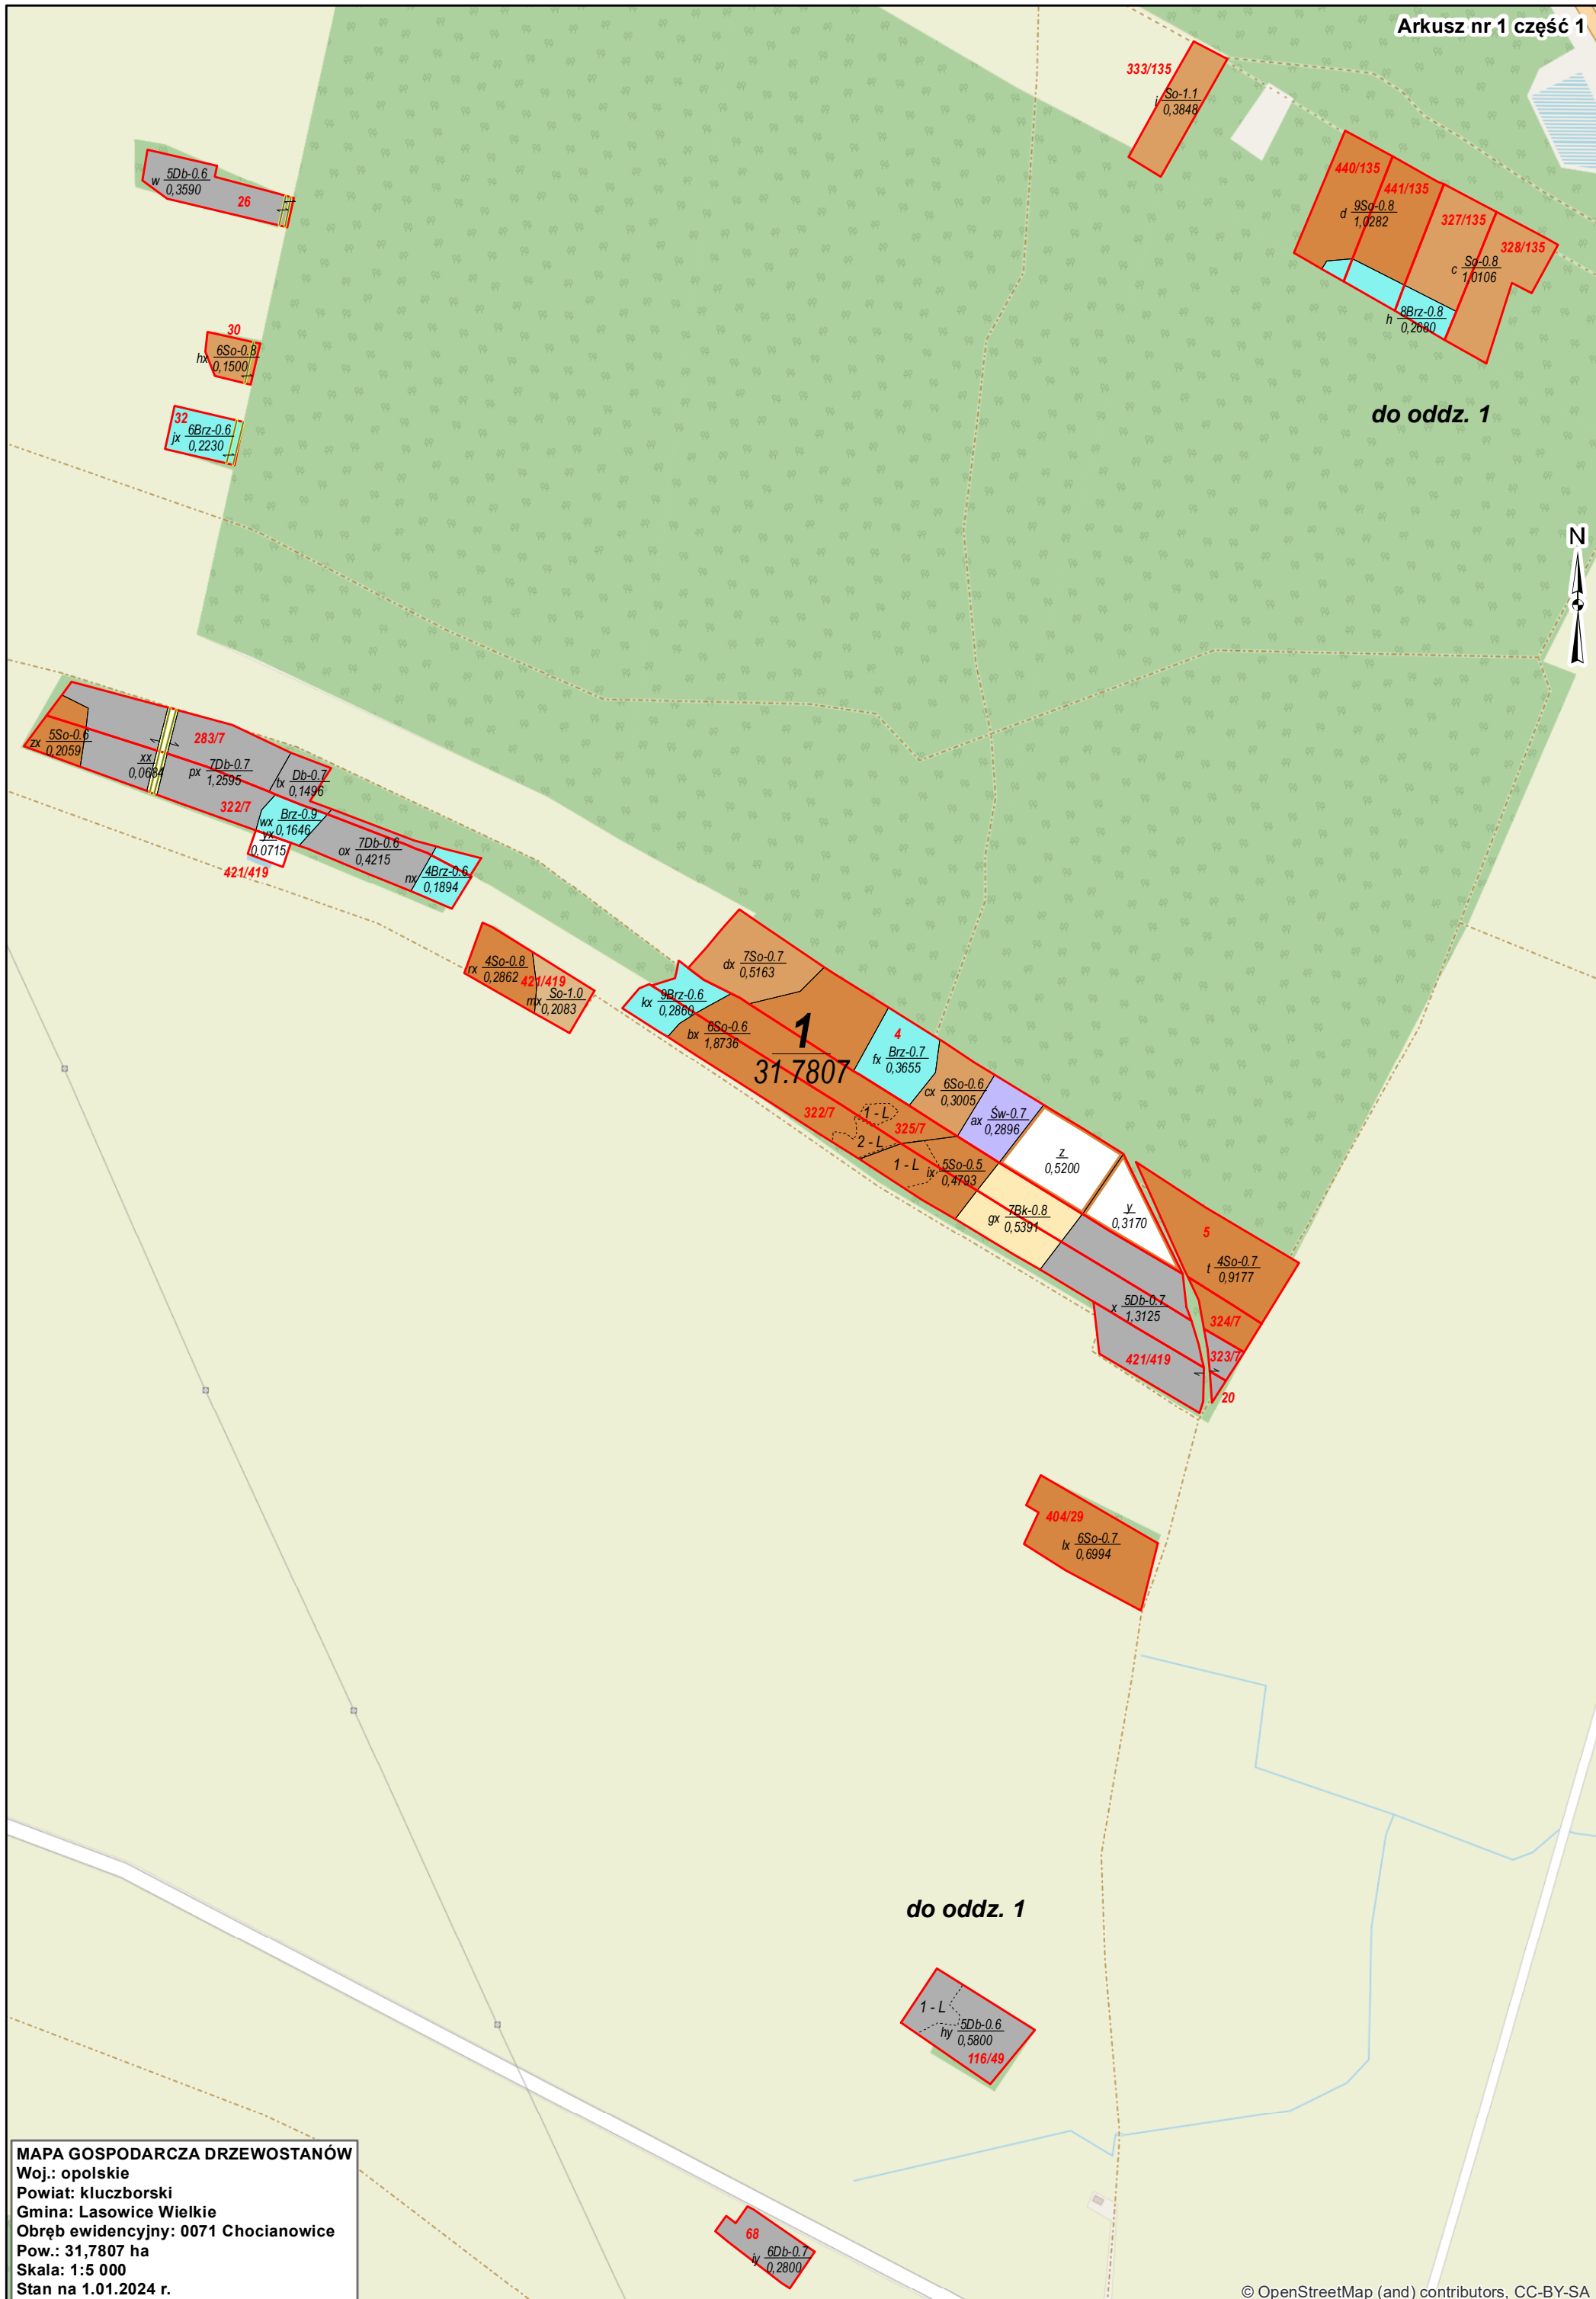 Arkusz nr 1 część 1
333/135
i So-1.1
0,3848
440/135
441/135
d 9So-0.8
1,0282
327/135
328/135
c So-0.8
1,0106
h 8Brz-0.8
0,2680
w 5Db-0.6
0,3590
26
30
hx 6So-0.8
0,1500
32
jx 6Brz-0.6
0,2230
do oddz. 1
N
283/7
zx 5So-0.6
0,2059
xx
0,0684
px 7Db-0.7
1,2595
tx Db-0.7
0,1496
322/7
wx Brz-0.9
0,1646
yx
0,0715
ox 7Db-0.6
0,4215
nx 4Brz-0.6
0,1894
421/419
rx 4So-0.8
0,2862
421/419
mx So-1.0
0,2083
dx 7So-0.7
0,5163
kx 9Brz-0.6
0,2860
bx 6So-0.6
1,8736
1
31.7807
4
fx Brz-0.7
0,3655
cx 6So-0.6
0,3005
ax Św-0.7
0,2896
322/7
1 - L
325/7
2 - L
1 - L
ix 5So-0.5
0,4793
z
0,5200
gx 7Bk-0.8
0,5391
y
0,3170
5
t 4So-0.7
0,9177
x 5Db-0.7
1,3125
324/7
323/7
421/419
20
404/29
lx 6So-0.7
0,6994
do oddz. 1
1 - L
hy 5Db-0.6
0,5800
116/49
68
iy 6Db-0.7
0,2800
MAPA GOSPODARCZA DRZEWOSTANÓW
Woj.: opolskie
Powiat: kluczborski
Gmina: Lasowice Wielkie
Obręb ewidencyjny: 0071 Chocianowice
Pow.: 31,7807 ha
Skala: 1:5 000
Stan na 1.01.2024 r.
© OpenStreetMap (and) contributors, CC-BY-SA